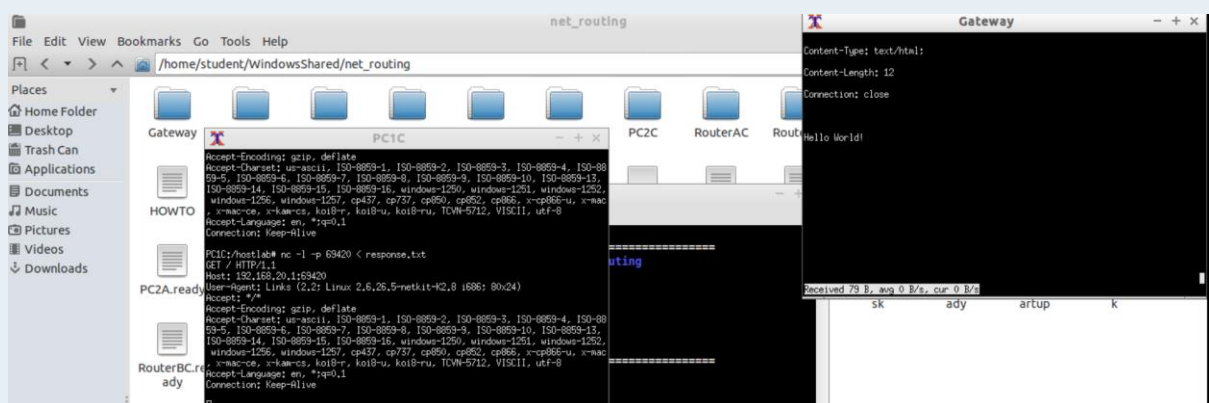 net_routing
File Edit View Bookmarks Go Tools Help
/home/student/WindowsShared/net_routing
Places
Home Folder
Desktop
Trash Can
Applications
Documents
Music
Pictures
Videos
Downloads
Gateway
PC2C
RouterAC
HOWTO
PC2A.ready
RouterBC.re
ady
PC1C
Accept-Encoding: gzip, deflate
Accept-Charset: us-ascii, ISO-8859-1, ISO-8859-2, ISO-8859-3, ISO-8859-4, ISO-88
59-5, ISO-8859-6, ISO-8859-7, ISO-8859-8, ISO-8859-9, ISO-8859-10, ISO-8859-13,
ISO-8859-14, ISO-8859-15, ISO-8859-16, windows-1250, windows-1251, windows-1252,
windows-1256, windows-1257, cp437, cp737, cp850, cp852, cp866, x-cp866-u, x-mac
, x-mac-ce, x-kam-cs, koi8-r, koi8-u, koi8-ru, TCVN-5712, VISCII, utf-8
Accept-Language: en, *;q=0.1
Connection: Keep-Alive
PC1C:/hostlab# nc -l -p 69420 < response.txt
GET / HTTP/1.1
Host: 192.168.20.1:69420
User-Agent: Links (2.2; Linux 2.6.26.5-netkit-K2.8 i686; 80x24)
Accept: */*
Accept-Encoding: gzip, deflate
Accept-Charset: us-ascii, ISO-8859-1, ISO-8859-2, ISO-8859-3, ISO-8859-4, ISO-88
59-5, ISO-8859-6, ISO-8859-7, ISO-8859-8, ISO-8859-9, ISO-8859-10, ISO-8859-13,
ISO-8859-14, ISO-8859-15, ISO-8859-16, windows-1250, windows-1251, windows-1252,
windows-1256, windows-1257, cp437, cp737, cp850, cp852, cp866, x-cp866-u, x-mac
, x-mac-ce, x-kam-cs, koi8-r, koi8-u, koi8-ru, TCVN-5712, VISCII, utf-8
Accept-Language: en, *;q=0.1
Connection: Keep-Alive
uting
Gateway
Content-Type: text/html;
Content-Length: 12
Connection: close
Hello World!
Received 79 B, avg 0 B/s, cur 0 B/s
sk ady artup k